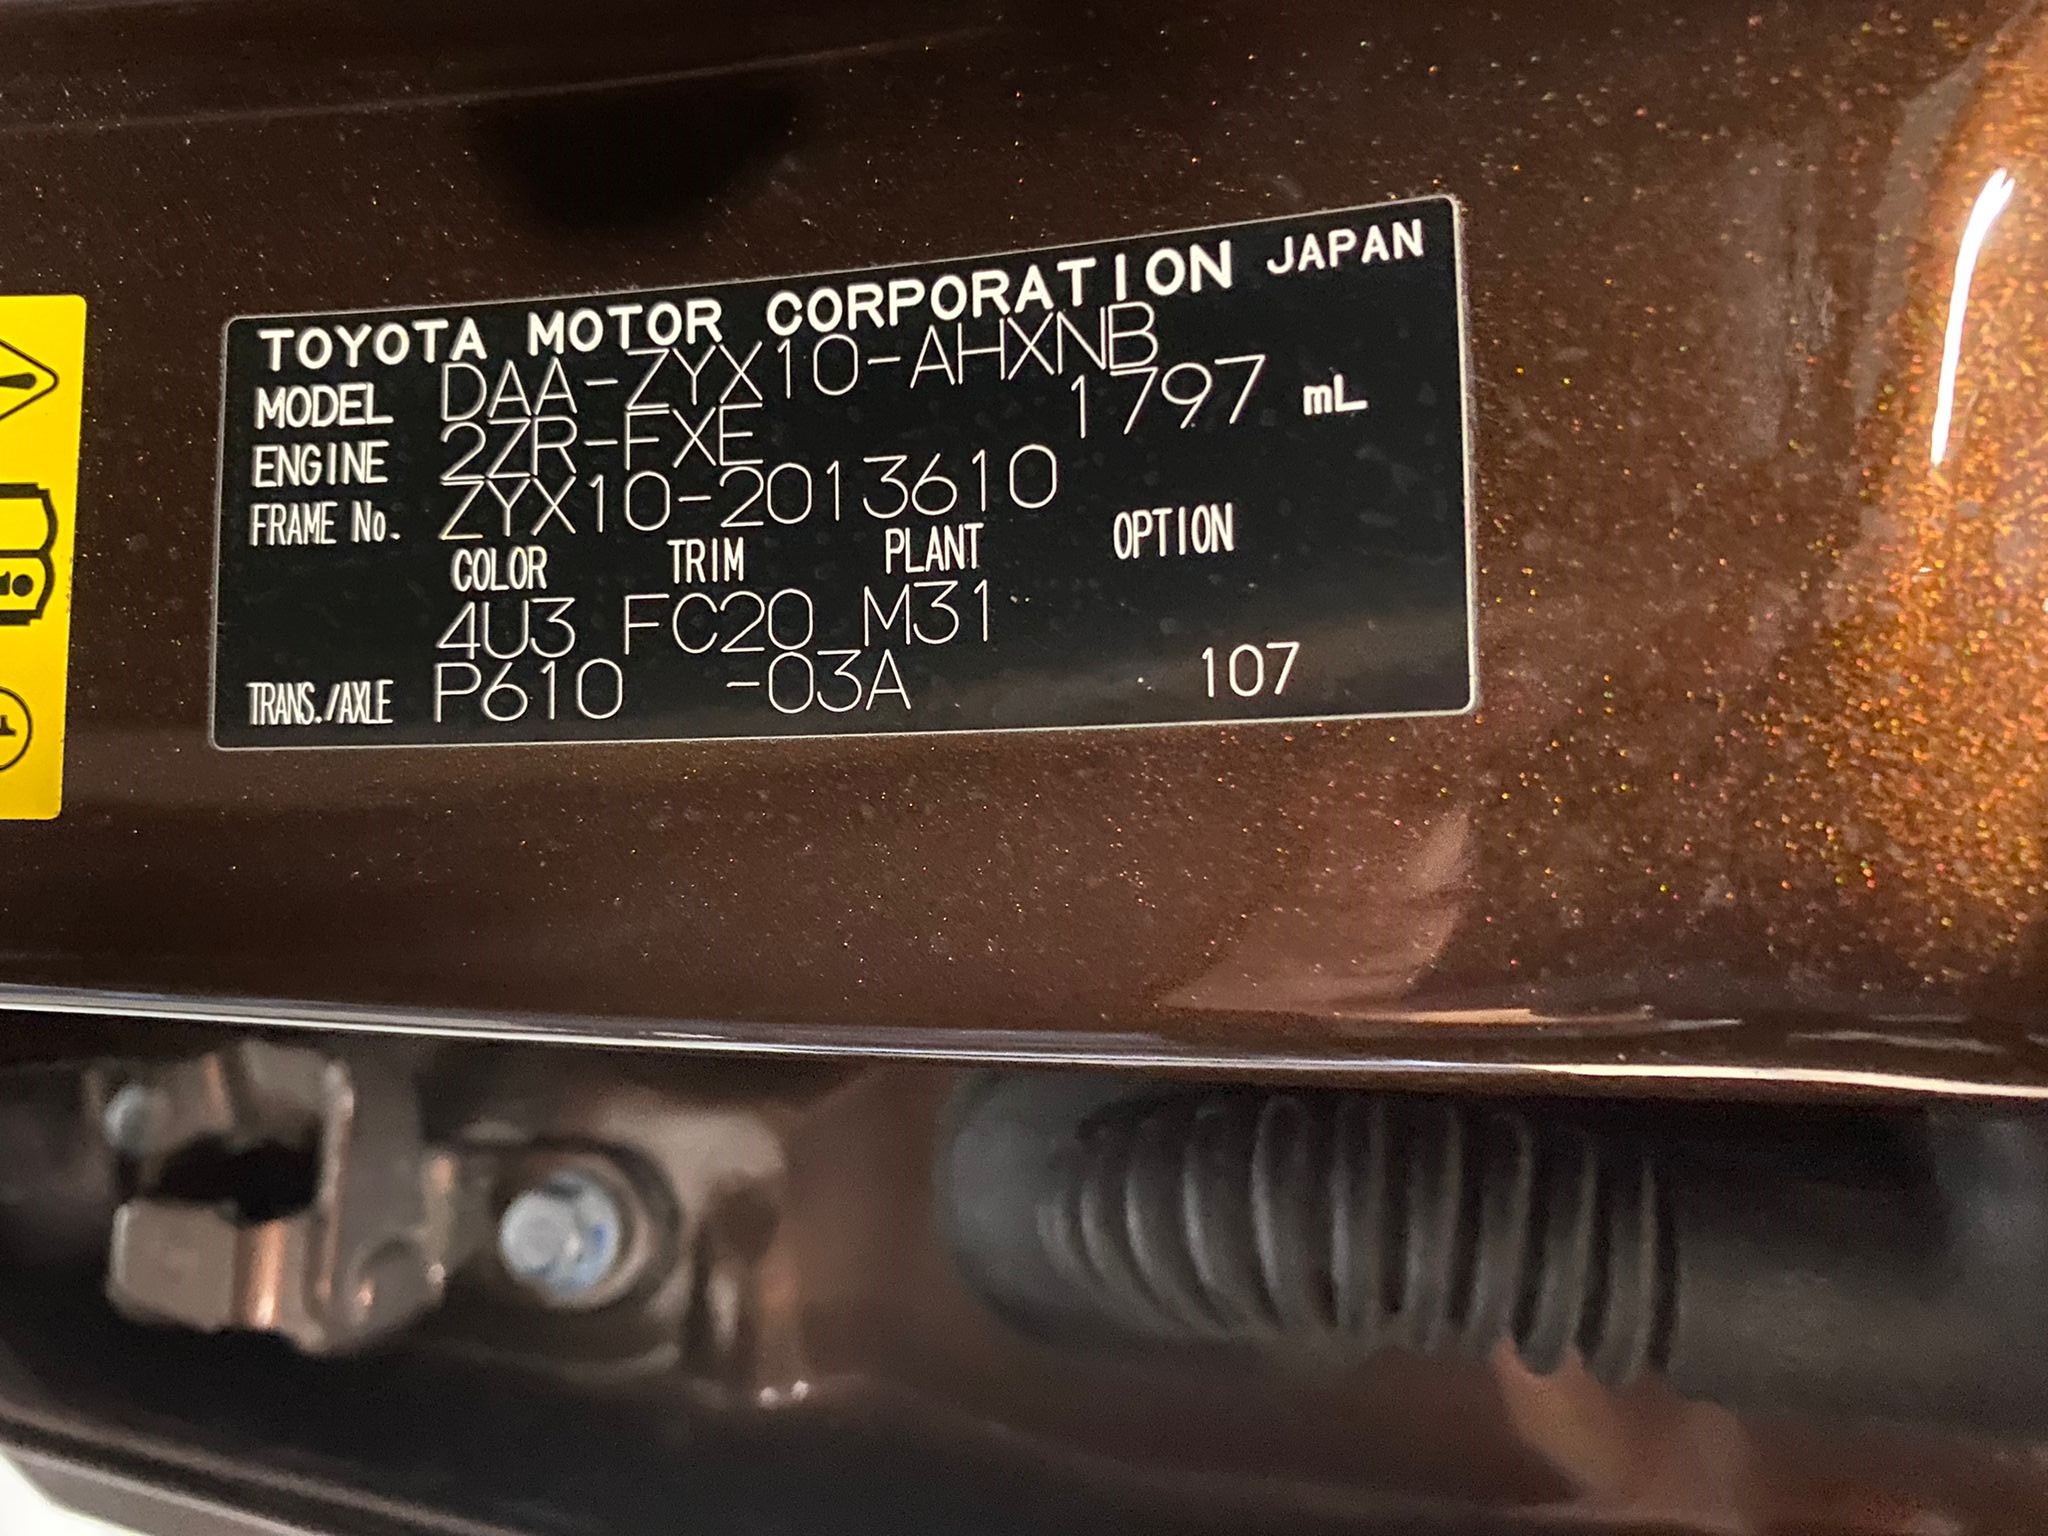 TOYOTA MOTOR CORPORATION JAPAN
MODEL DAA-ZYX10-AHXNB
ENGINE 2ZR-FXE 1797 mL
FRAME No. ZYX10-2013610
COLOR TRIM PLANT OPTION
4U3 FC20 M31
TRANS./AXLE P610 -03A 107